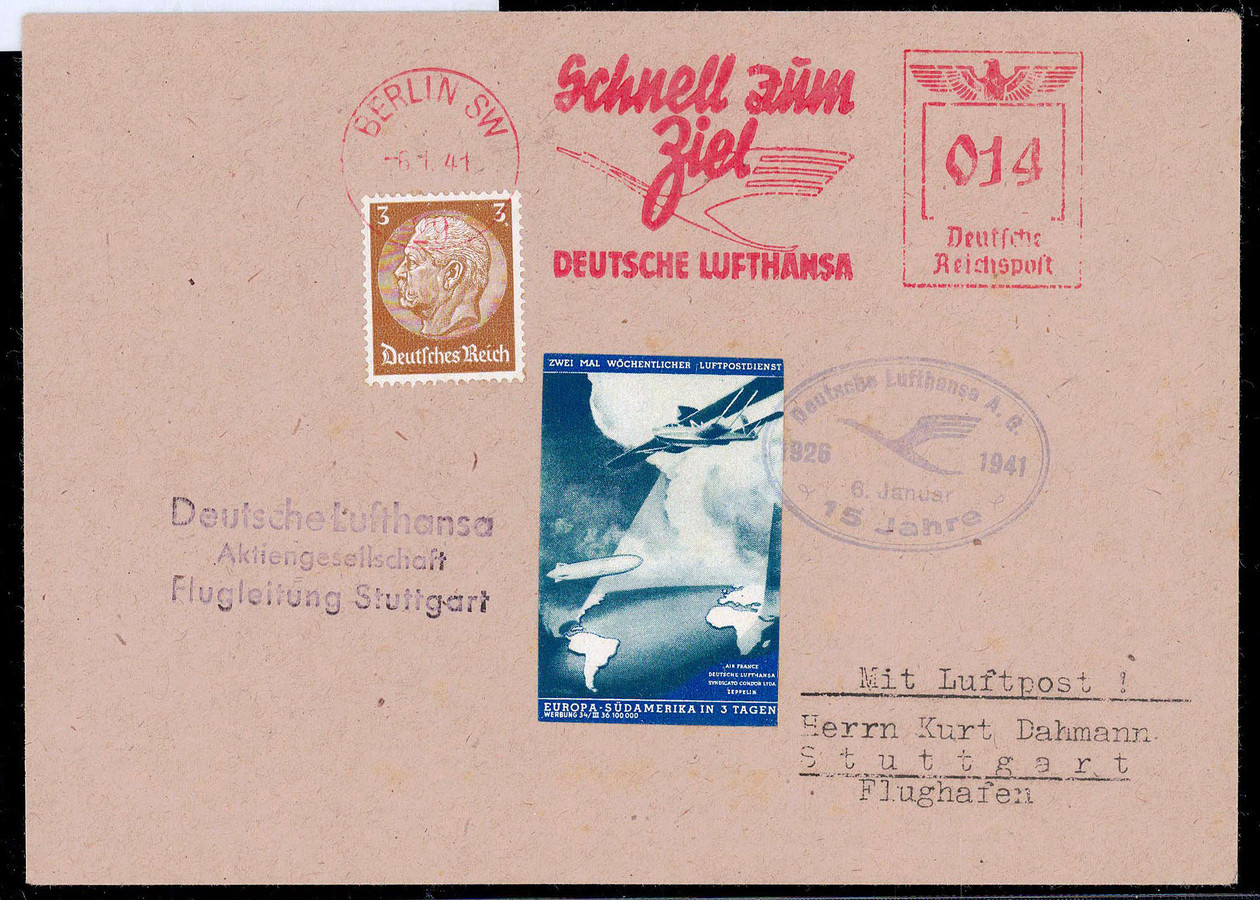 BERLIN SW
-6.1.41
Schnell zum
Ziel
DEUTSCHE LUFTHANSA
014
Deutsche
Reichspost
3 3
Deutsches Reich
ZWEI MAL WÖCHENTLICHER LUFTPOSTDIENST
AIR FRANCE
DEUTSCHE LUFTHANSA
SYNDICATO CONDOR LTDA
ZEPPELIN
EUROPA-SÜDAMERIKA IN 3 TAGEN
WERBUNG 34/III 36 100 000
Deutsche Lufthansa A. G.
1926 1941
6. Januar
15 Jahre
Deutsche Lufthansa
Aktiengesellschaft
Flugleitung Stuttgart
Mit Luftpost !
Herrn Kurt Dahmann
Stuttgart
Flughafen